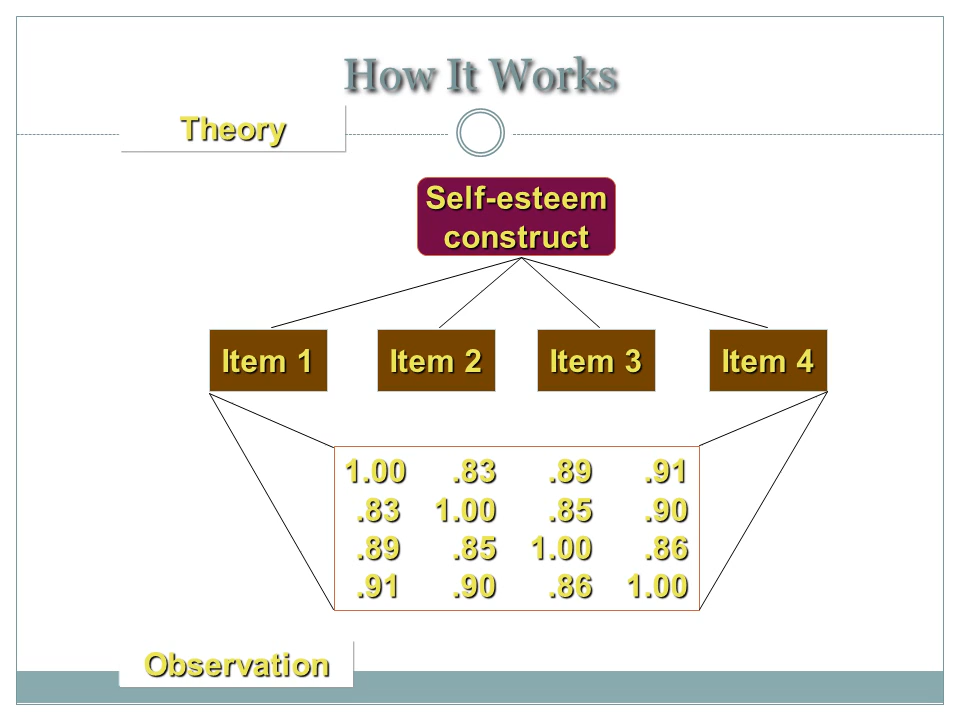 How It Works
Theory
Self-esteem
construct
Item 1 Item 2 Item 3 Item 4
1.00 .83 .89 .91
.83 1.00 .85 .90
.89 .85 1.00 .86
.91 .90 .86 1.00
Observation